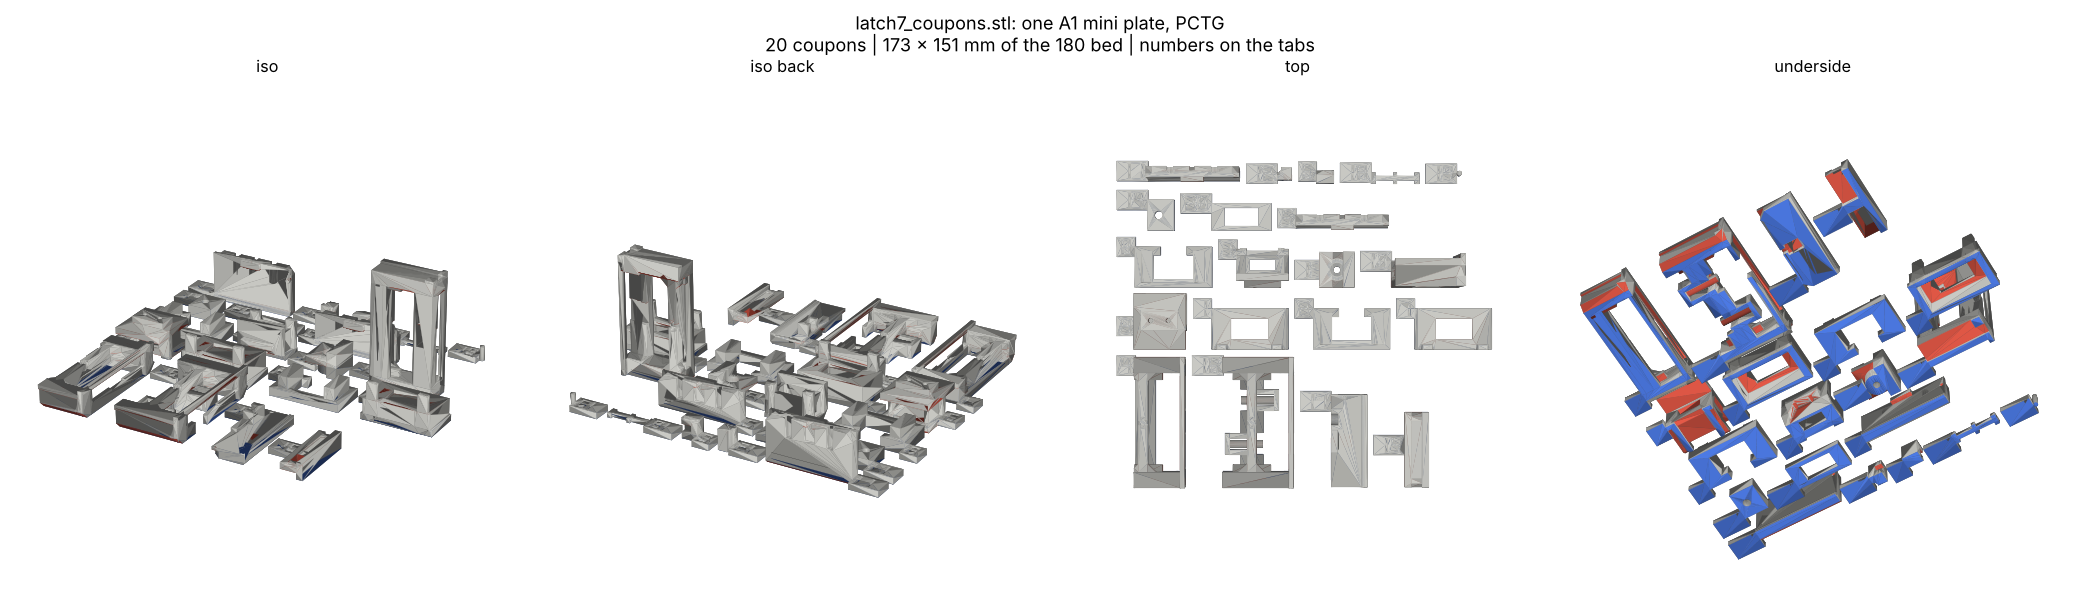 latch7_coupons.stl: one A1 mini plate, PCTG
20 coupons | 173 × 151 mm of the 180 bed | numbers on the tabs
iso
iso back
top
underside